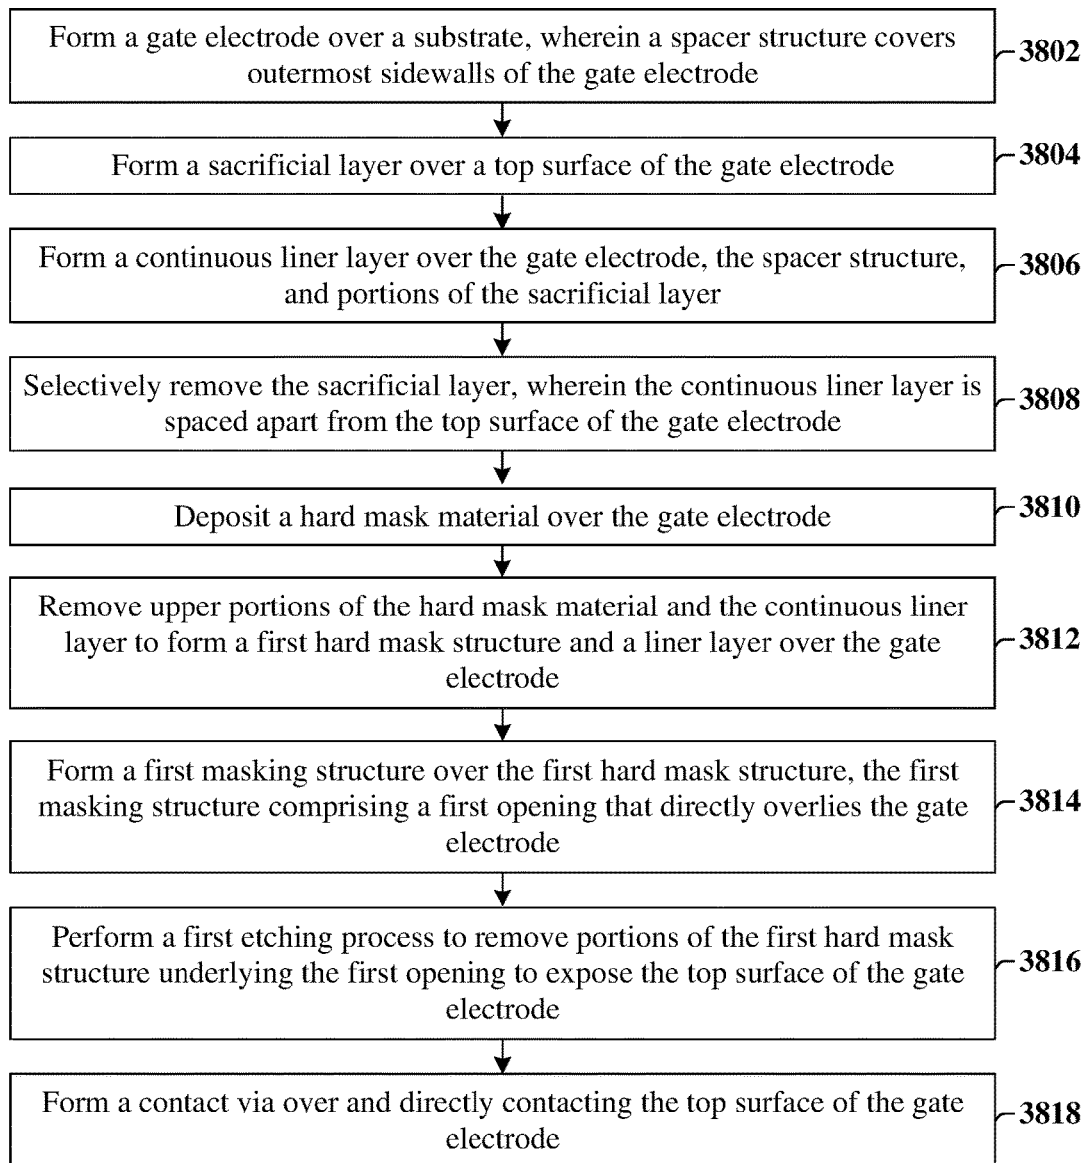 Form a gate electrode over a substrate, wherein a spacer structure covers
outermost sidewalls of the gate electrode
3802
Form a sacrificial layer over a top surface of the gate electrode
3804
Form a continuous liner layer over the gate electrode, the spacer structure,
and portions of the sacrificial layer
3806
Selectively remove the sacrificial layer, wherein the continuous liner layer is
spaced apart from the top surface of the gate electrode
3808
Deposit a hard mask material over the gate electrode
3810
Remove upper portions of the hard mask material and the continuous liner
layer to form a first hard mask structure and a liner layer over the gate
electrode
3812
Form a first masking structure over the first hard mask structure, the first
masking structure comprising a first opening that directly overlies the gate
electrode
3814
Perform a first etching process to remove portions of the first hard mask
structure underlying the first opening to expose the top surface of the gate
electrode
3816
Form a contact via over and directly contacting the top surface of the gate
electrode
3818